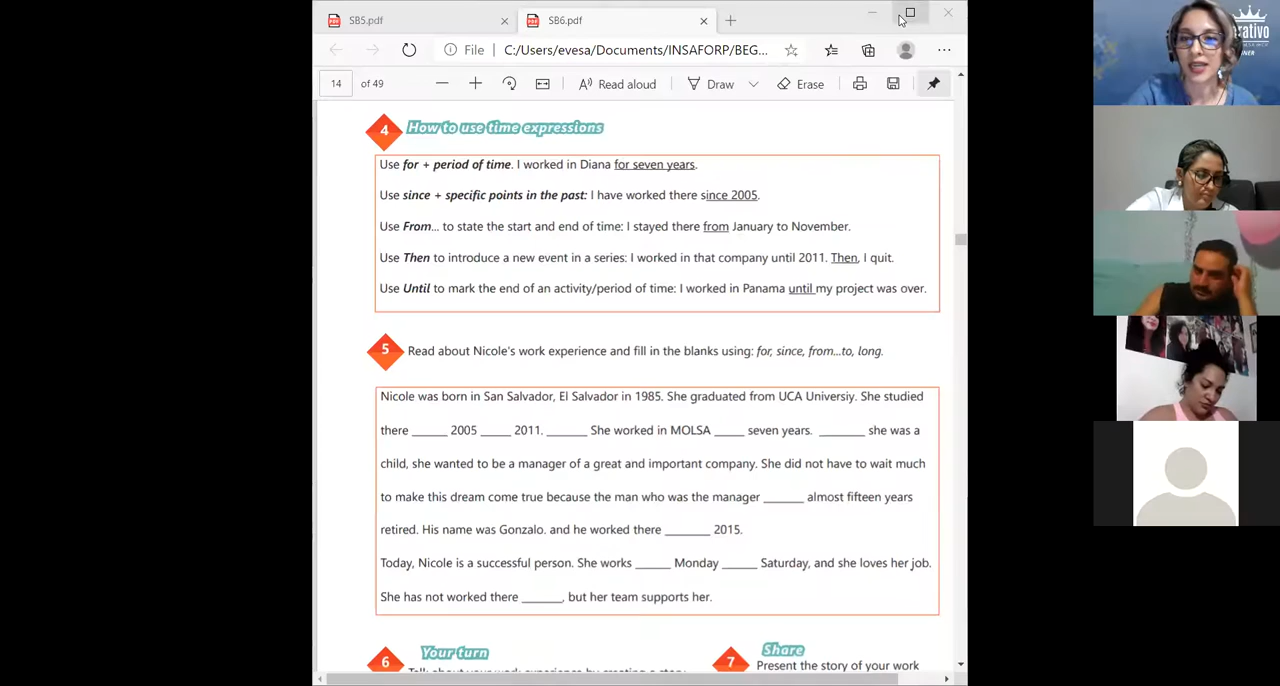 SB5.pdf
SB6.pdf
File C:/Users/evesa/Documents/INSAFORP/BEG...
14 of 49 Read aloud Draw Erase
4 How to use time expressions
Use for + period of time. I worked in Diana for seven years.
Use since + specific points in the past: I have worked there since 2005.
Use From... to state the start and end of time: I stayed there from January to November.
Use Then to introduce a new event in a series: I worked in that company until 2011. Then, I quit.
Use Until to mark the end of an activity/period of time: I worked in Panama until my project was over.
5 Read about Nicole's work experience and fill in the blanks using: for, since, from...to, long.
Nicole was born in San Salvador, El Salvador in 1985. She graduated from UCA Universiy. She studied
there _____ 2005 _____ 2011. ______ She worked in MOLSA _____ seven years. _______ she was a
child, she wanted to be a manager of a great and important company. She did not have to wait much
to make this dream come true because the man who was the manager ______ almost fifteen years
retired. His name was Gonzalo. and he worked there _______ 2015.
Today, Nicole is a successful person. She works _____ Monday _____ Saturday, and she loves her job.
She has not worked there ______, but her team supports her.
6 Your turn
7 Share
Present the story of your work
rativo